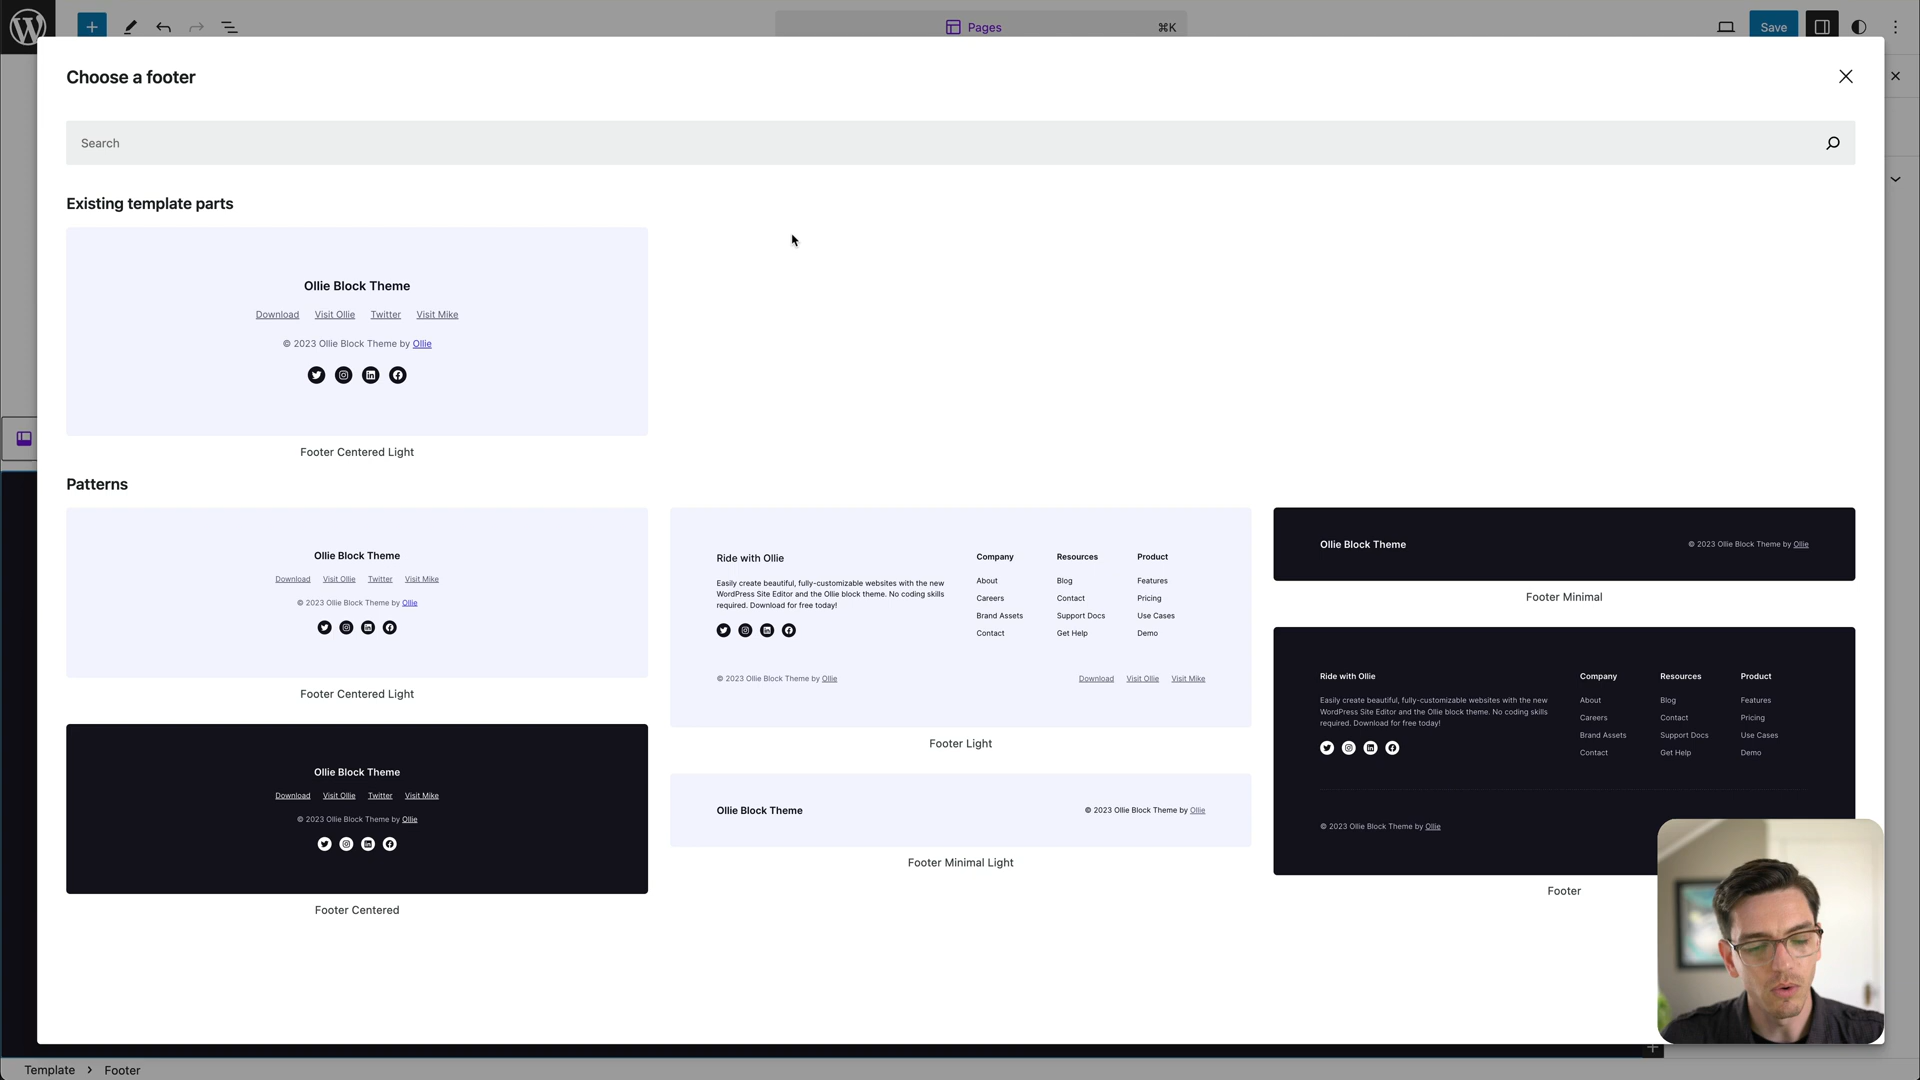 Pages
⌘K
Save
Choose a footer
Search
Existing template parts
Ollie Block Theme
Download Visit Ollie Twitter Visit Mike
© 2023 Ollie Block Theme by Ollie
Footer Centered Light
Patterns
Ollie Block Theme
Download Visit Ollie Twitter Visit Mike
© 2023 Ollie Block Theme by Ollie
Footer Centered Light
Ollie Block Theme
Download Visit Ollie Twitter Visit Mike
© 2023 Ollie Block Theme by Ollie
Footer Centered
Ride with Ollie
Easily create beautiful, fully-customizable websites with the new
WordPress Site Editor and the Ollie block theme. No coding skills
required. Download for free today!
Company
About
Careers
Brand Assets
Contact
Resources
Blog
Contact
Support Docs
Get Help
Product
Features
Pricing
Use Cases
Demo
© 2023 Ollie Block Theme by Ollie
Download Visit Ollie Visit Mike
Footer Light
Ollie Block Theme
© 2023 Ollie Block Theme by Ollie
Footer Minimal Light
Ollie Block Theme
© 2023 Ollie Block Theme by Ollie
Footer Minimal
Ride with Ollie
Easily create beautiful, fully-customizable websites with the new
WordPress Site Editor and the Ollie block theme. No coding skills
required. Download for free today!
Company
About
Careers
Brand Assets
Contact
Resources
Blog
Contact
Support Docs
Get Help
Product
Features
Pricing
Use Cases
Demo
© 2023 Ollie Block Theme by Ollie
Footer
Template > Footer